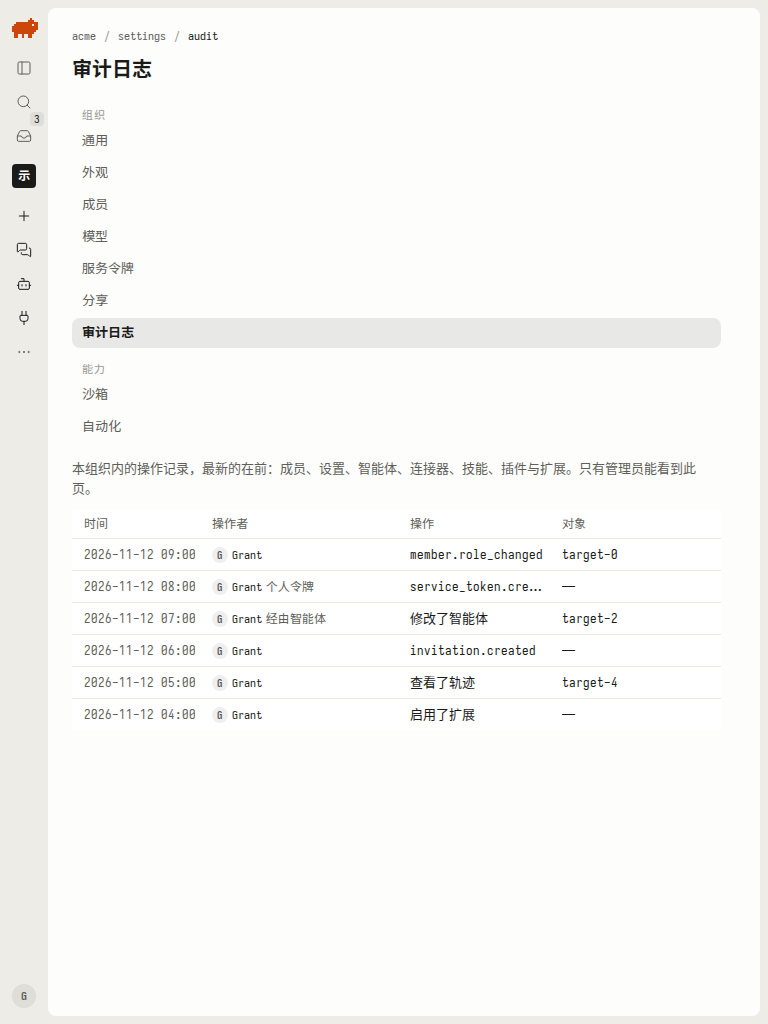 acme / settings / audit
审计日志
3
示
组织
通用
外观
成员
模型
服务令牌
分享
审计日志
能力
沙箱
自动化
本组织内的操作记录，最新的在前：成员、设置、智能体、连接器、技能、插件与扩展。只有管理员能看到此
页。
时间 操作者 操作 对象
2026-11-12 09:00 G Grant member.role_changed target-0
2026-11-12 08:00 G Grant 个人令牌 service_token.cre... —
2026-11-12 07:00 G Grant 经由智能体 修改了智能体 target-2
2026-11-12 06:00 G Grant invitation.created —
2026-11-12 05:00 G Grant 查看了轨迹 target-4
2026-11-12 04:00 G Grant 启用了扩展 —
G